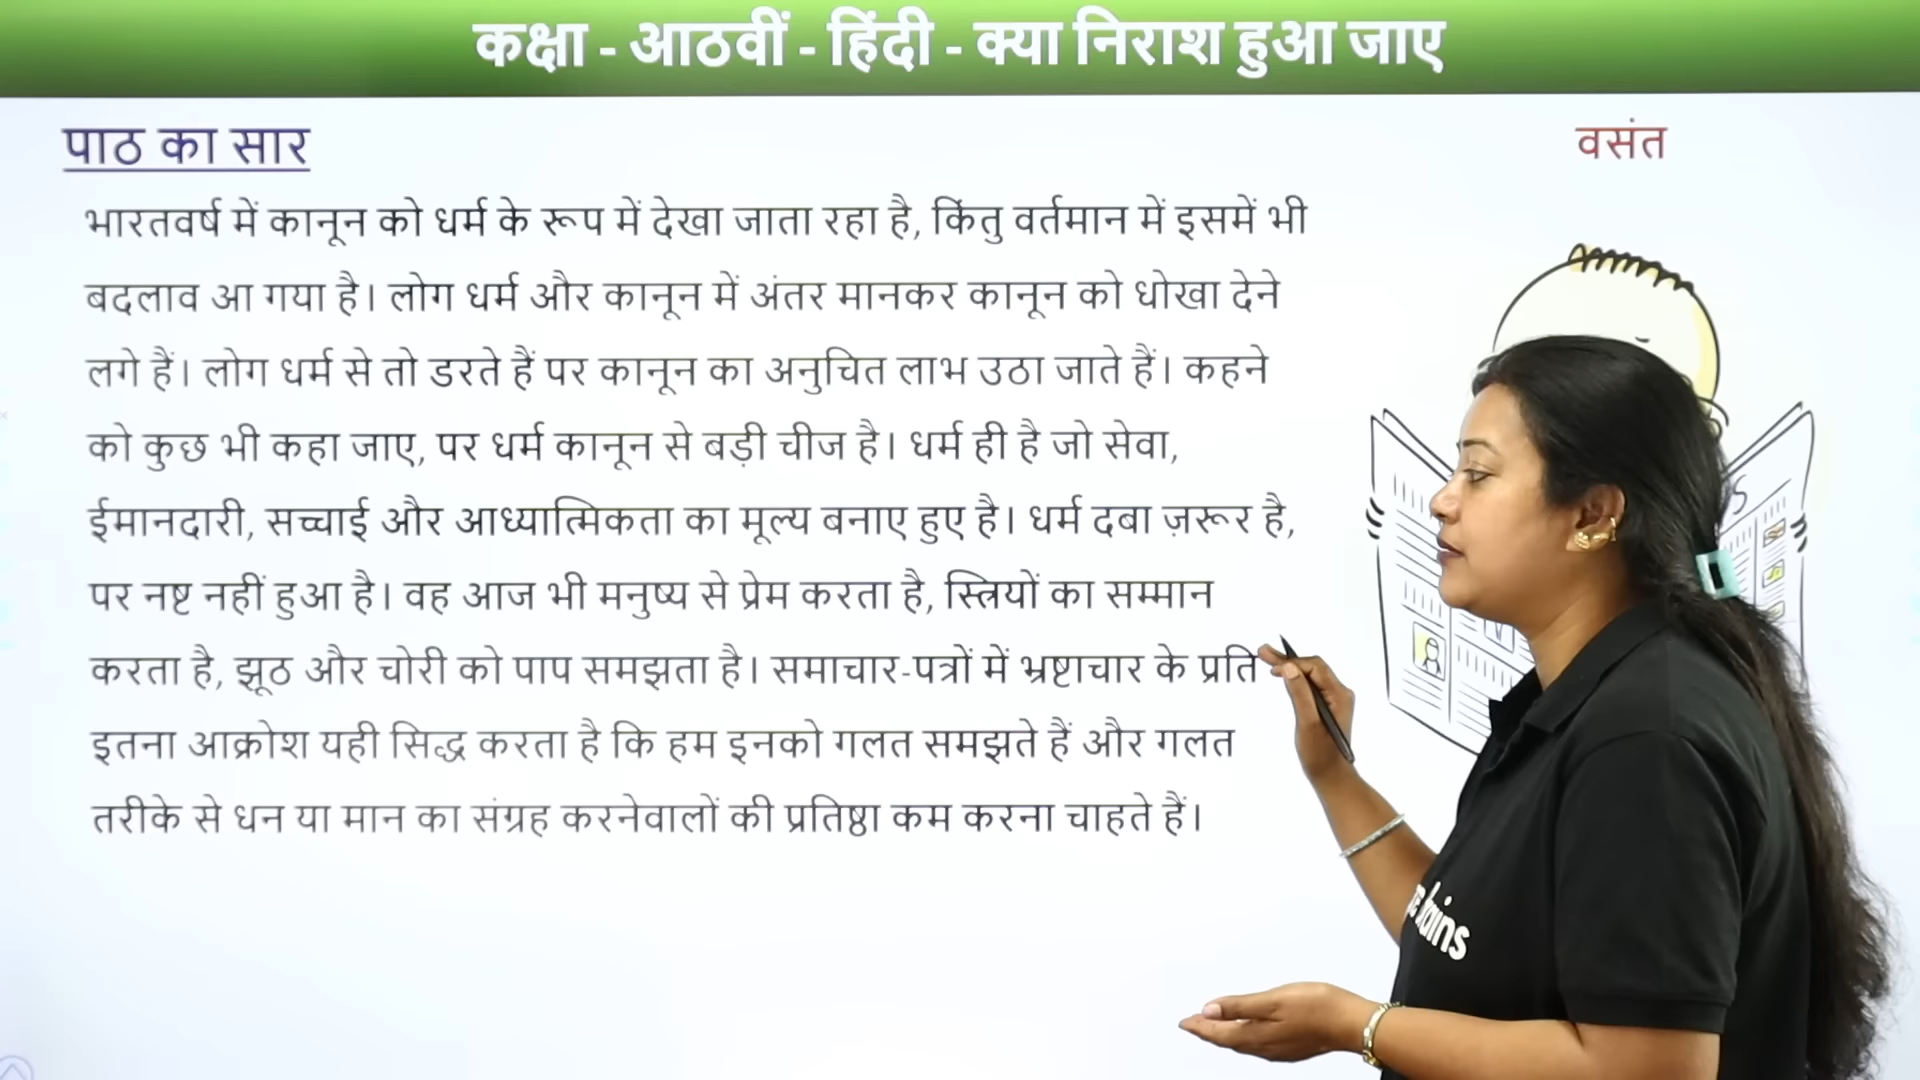 कक्षा - आठवीं - हिंदी - क्या निराश हुआ जाए
पाठ का सार
वसंत
भारतवर्ष में कानून को धर्म के रूप में देखा जाता रहा है, किंतु वर्तमान में इसमें भी
बदलाव आ गया है। लोग धर्म और कानून में अंतर मानकर कानून को धोखा देने
लगे हैं। लोग धर्म से तो डरते हैं पर कानून का अनुचित लाभ उठा जाते हैं। कहने
को कुछ भी कहा जाए, पर धर्म कानून से बड़ी चीज है। धर्म ही है जो सेवा,
ईमानदारी, सच्चाई और आध्यात्मिकता का मूल्य बनाए हुए है। धर्म दबा ज़रूर है,
पर नष्ट नहीं हुआ है। वह आज भी मनुष्य से प्रेम करता है, स्त्रियों का सम्मान
करता है, झूठ और चोरी को पाप समझता है। समाचार-पत्रों में भ्रष्टाचार के प्रति
इतना आक्रोश यही सिद्ध करता है कि हम इनको गलत समझते हैं और गलत
तरीके से धन या मान का संग्रह करनेवालों की प्रतिष्ठा कम करना चाहते हैं।